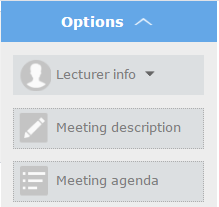 Options
Lecturer info
Meeting description
Meeting agenda